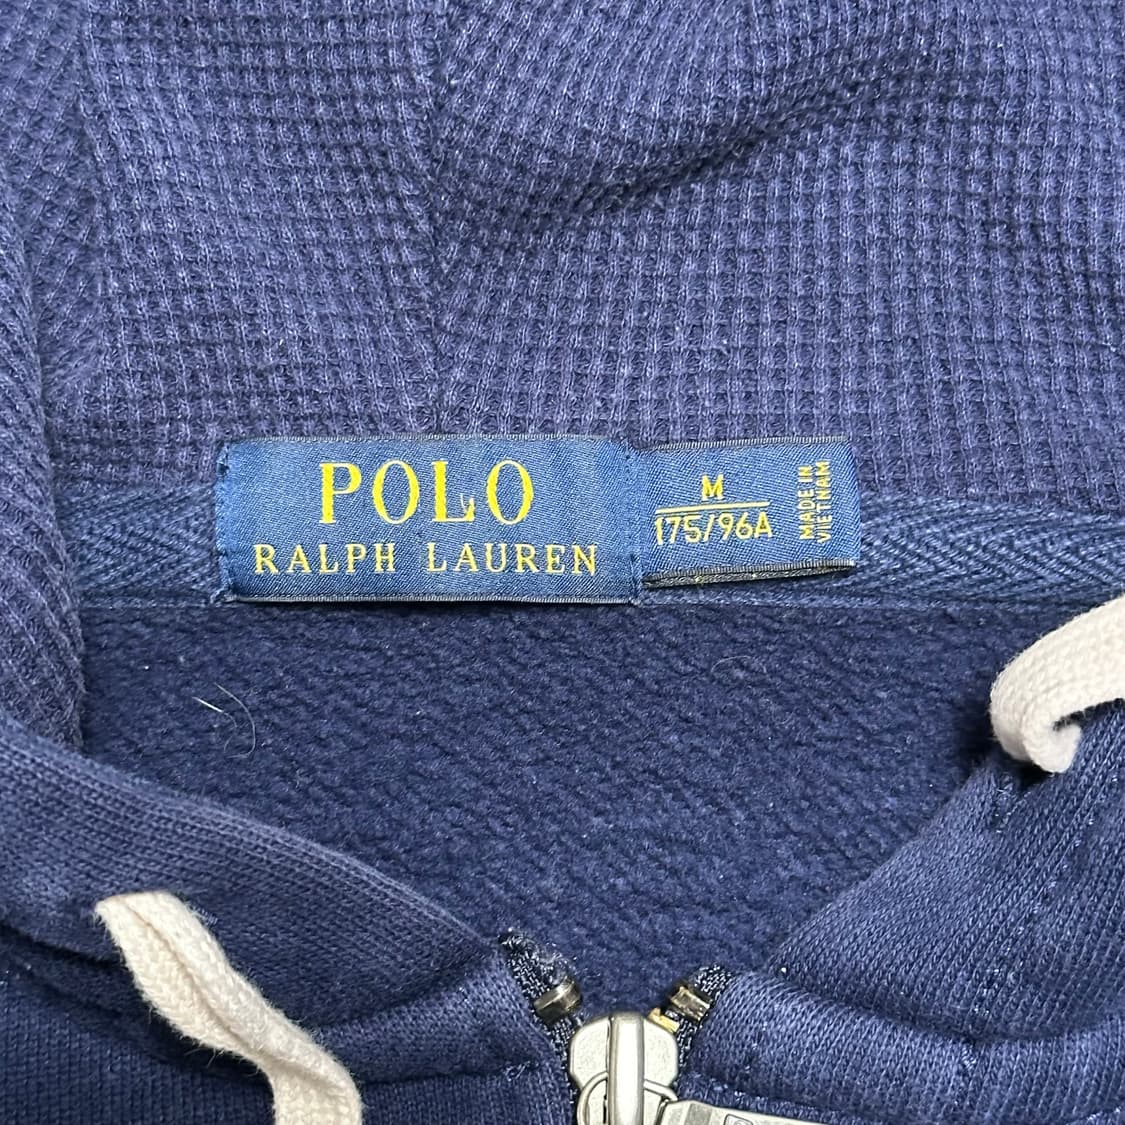 POLO
RALPH LAUREN
M
175/96A
MADE IN
VIETNAM